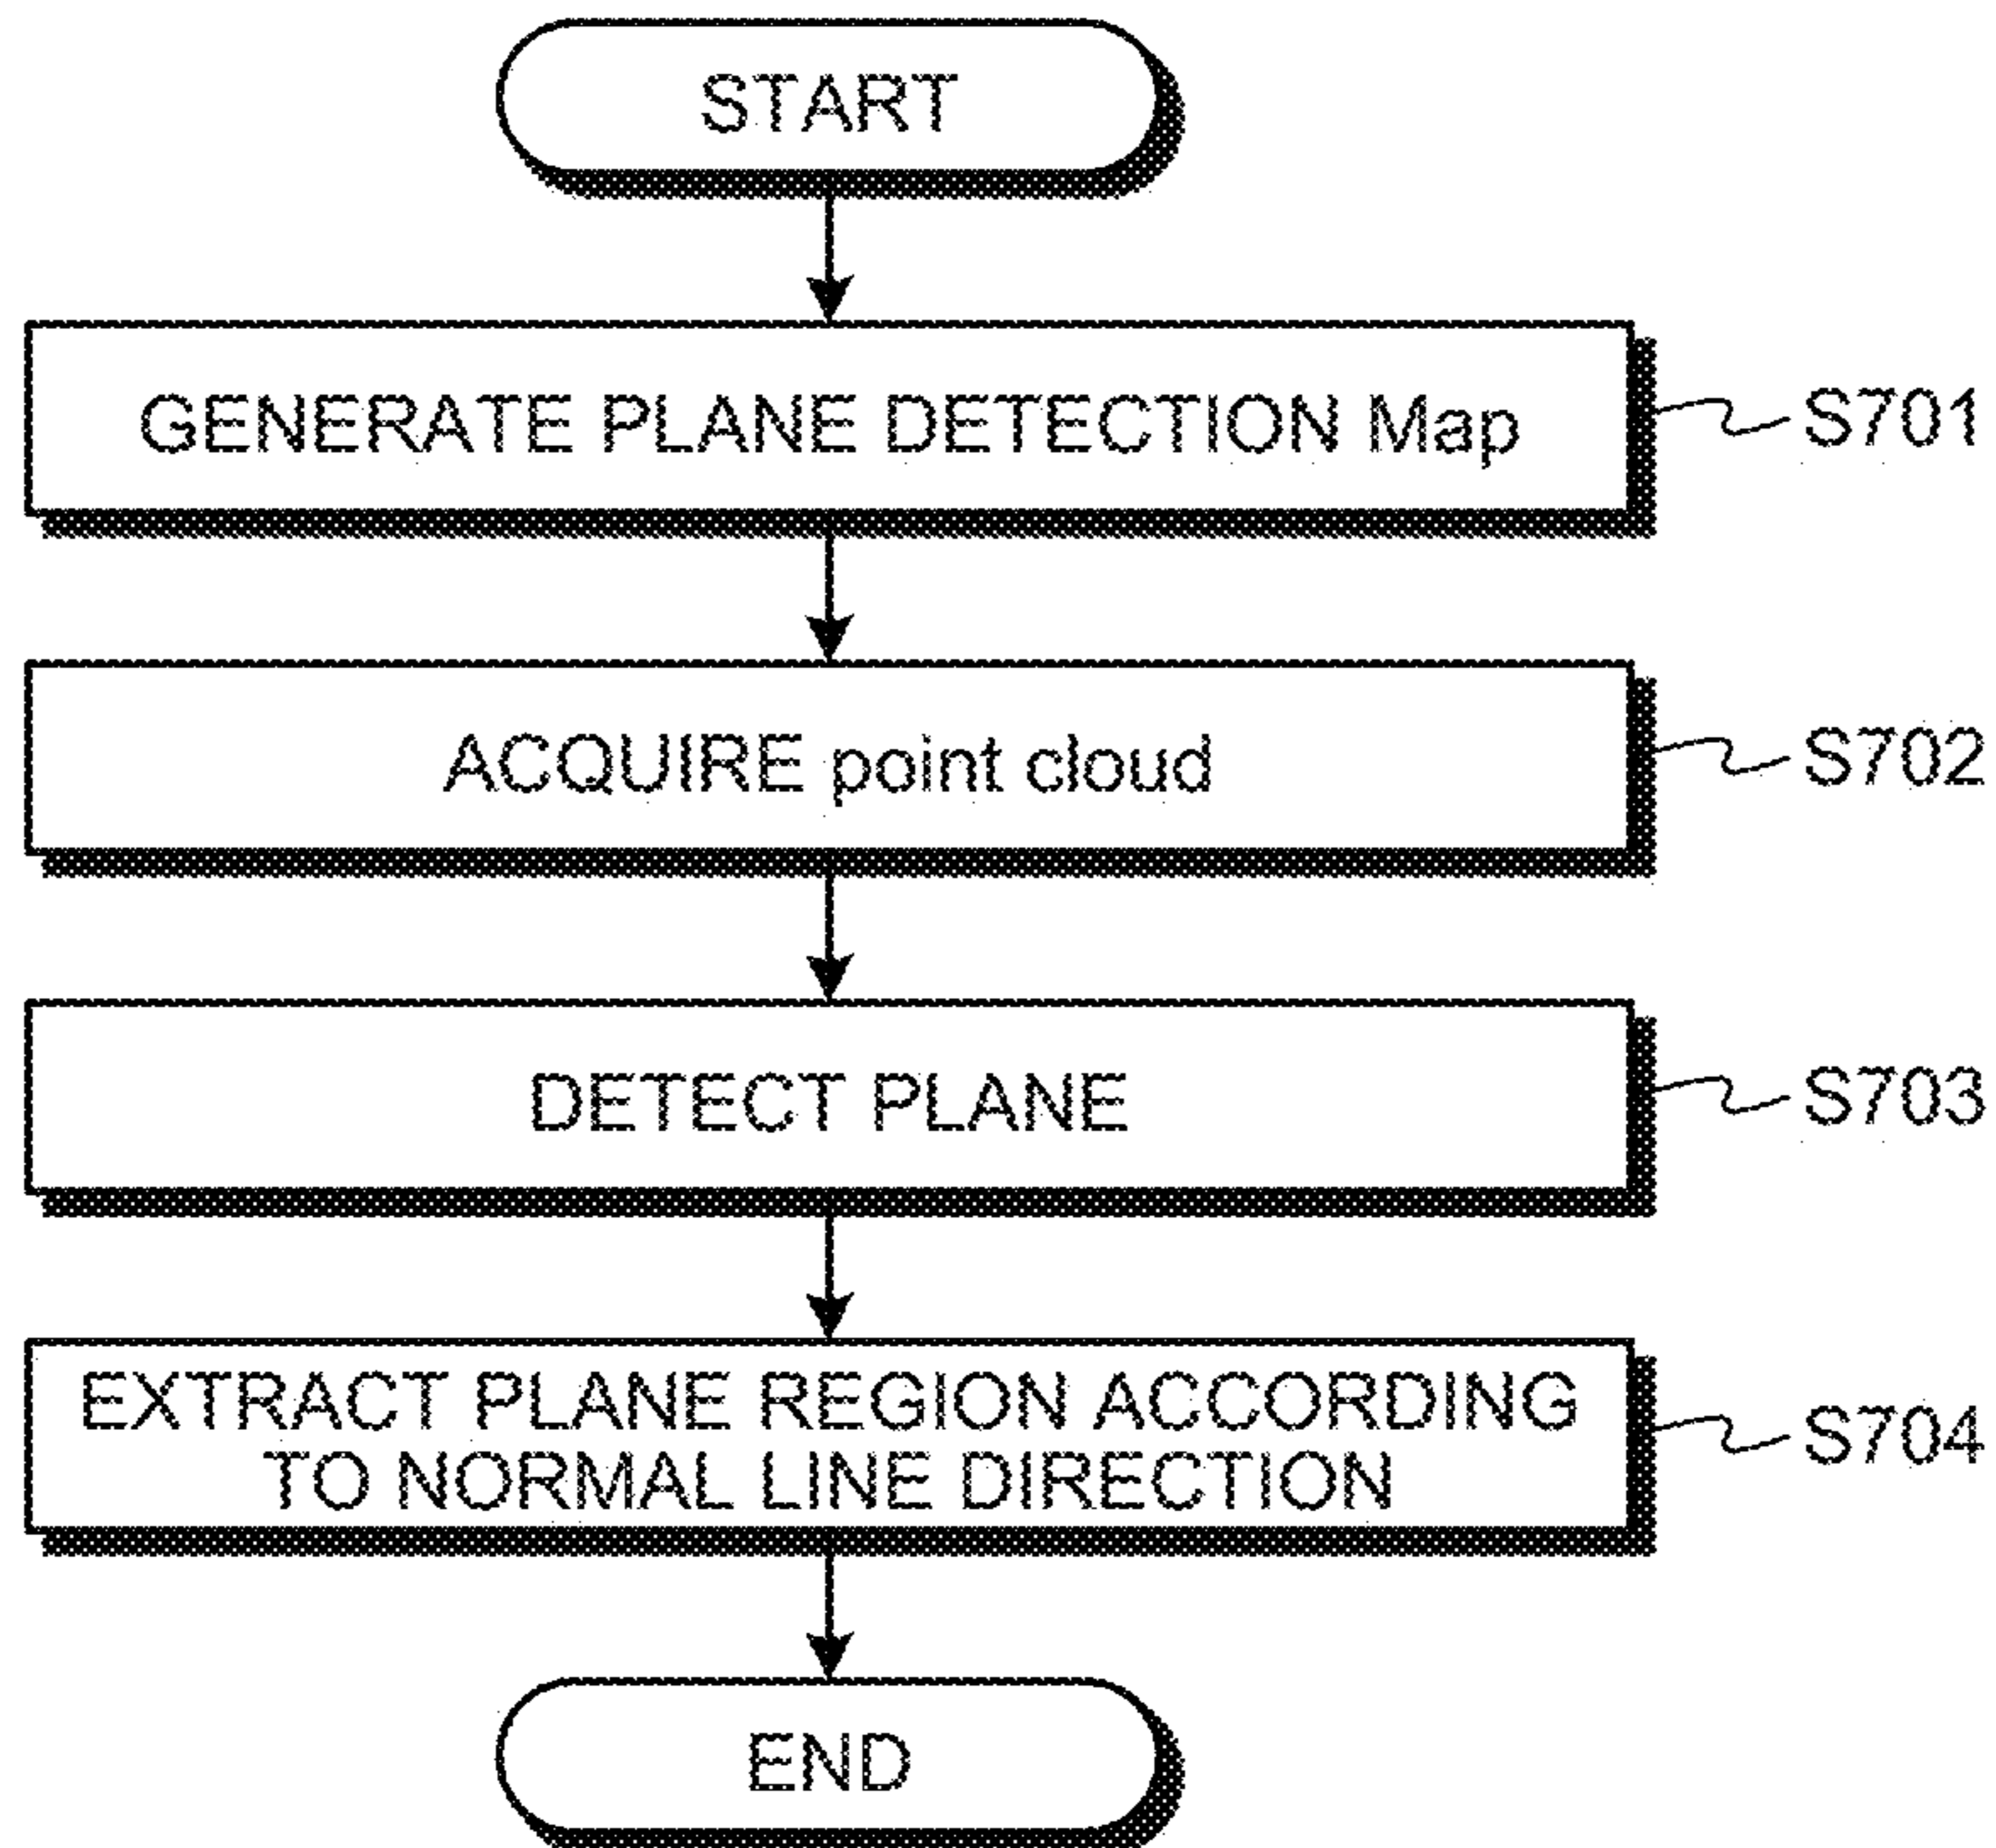 START
GENERATE PLANE DETECTION Map
S701
ACQUIRE point cloud
S702
DETECT PLANE
S703
EXTRACT PLANE REGION ACCORDING
TO NORMAL LINE DIRECTION
S704
END